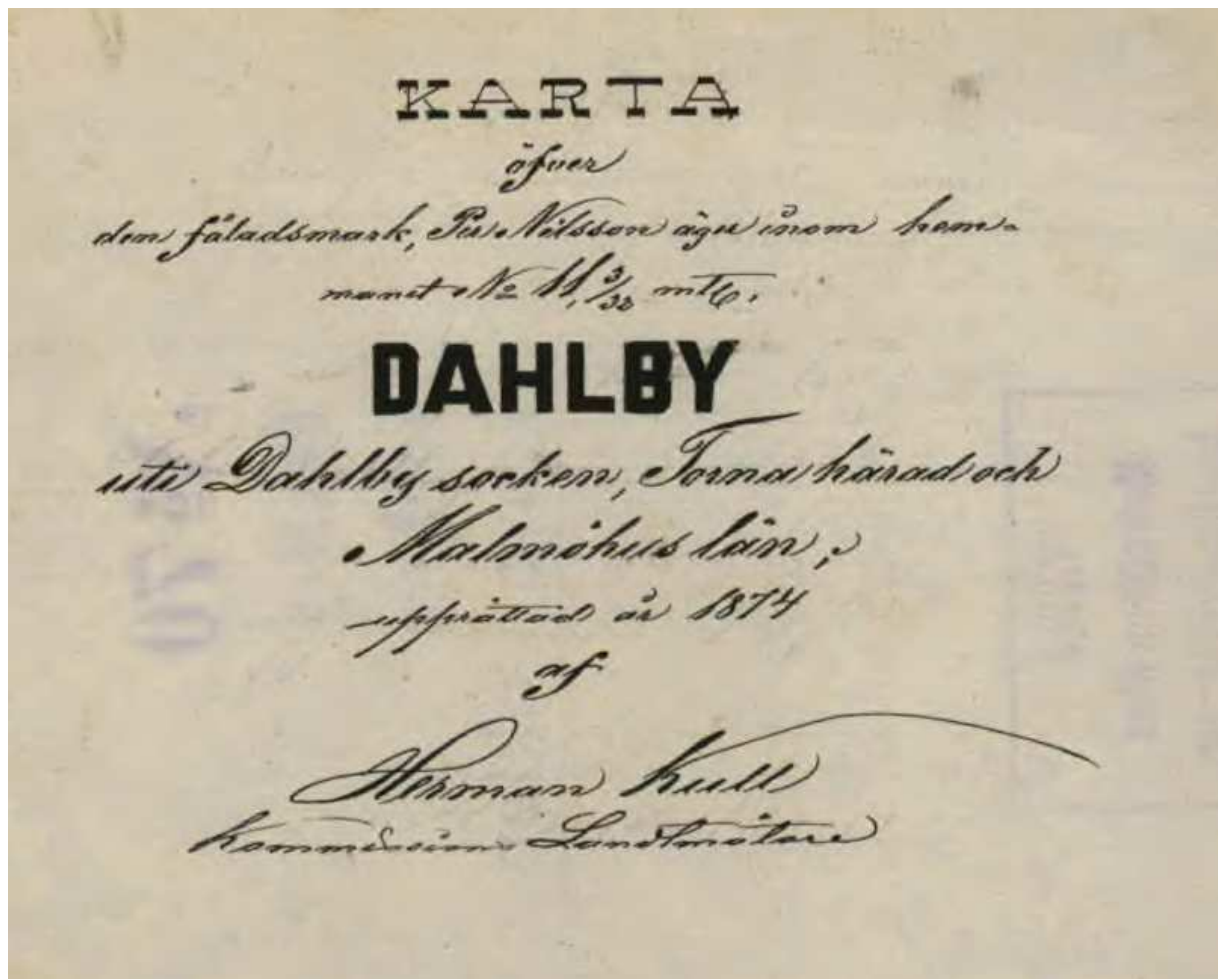 KARTA
öfver
den fäladsmark, Per Nilsson äger inom hem-
manet No 11, 3/32 mtl,
DAHLBY
uti Dahlby socken, Torna härad och
Malmöhus län;
upprättad år 1874
af
Herman Kull
Kommissions Landtmätare